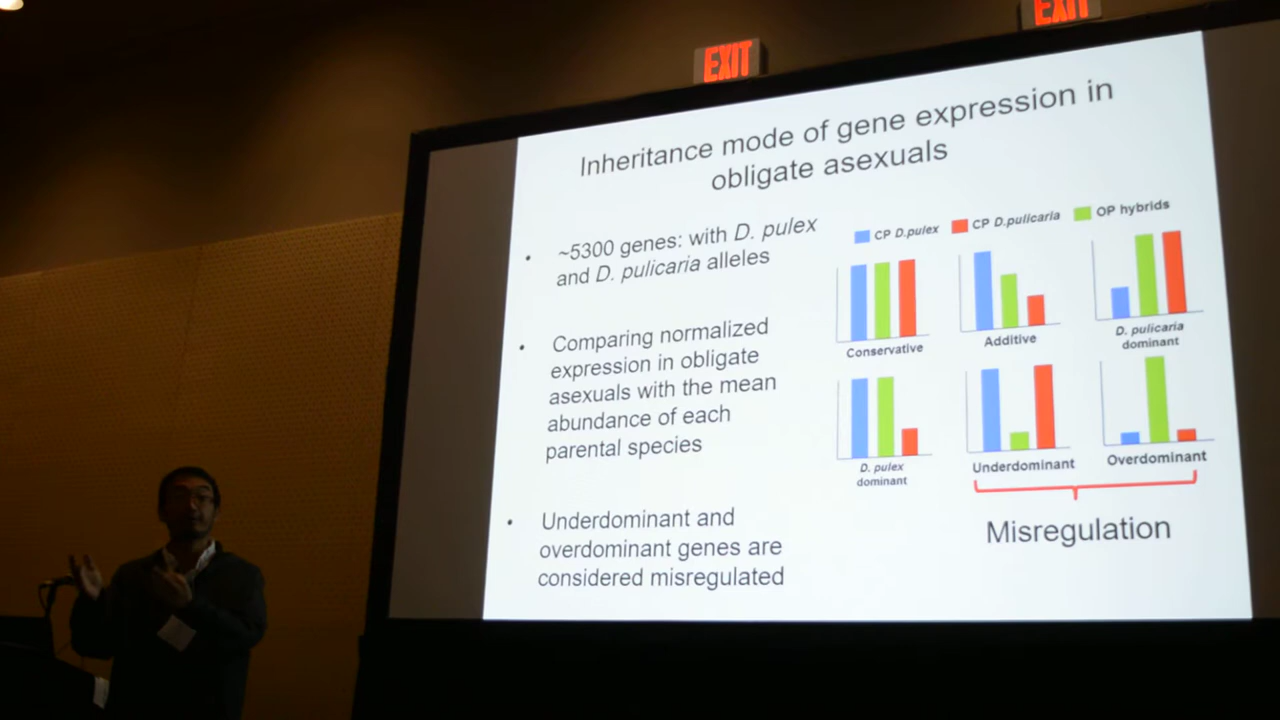 EXIT
EXIT
Inheritance mode of gene expression in
obligate asexuals
• ~5300 genes: with D. pulex
and D. pulicaria alleles
• Comparing normalized
expression in obligate
asexuals with the mean
abundance of each
parental species
• Underdominant and
overdominant genes are
considered misregulated
CP D.pulex CP D.pulicaria OP hybrids
Conservative
Additive
D. pulicaria
dominant
D. pulex
dominant
Underdominant
Overdominant
Misregulation